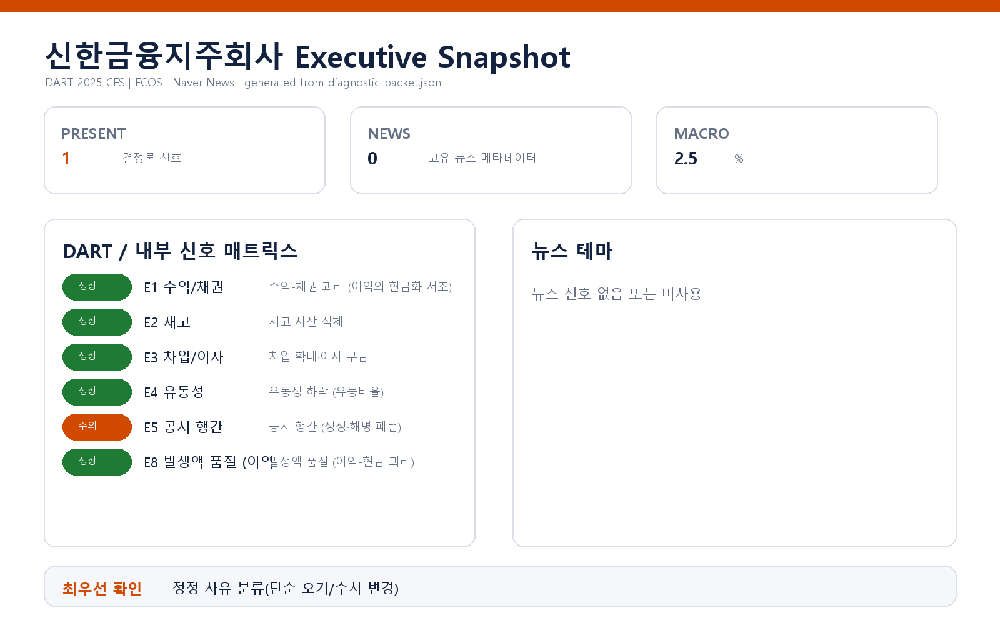 신한금융지주회사 Executive Snapshot
DART 2025 CFS | ECOS | Naver News | generated from diagnostic-packet.json
PRESENT
1 결정론 신호
NEWS
0 고유 뉴스 메타데이터
MACRO
2.5 %
DART / 내부 신호 매트릭스
정상 E1 수익/채권 수익-채권 괴리 (이익의 현금화 저조)
정상 E2 재고 재고 자산 적체
정상 E3 차입/이자 차입 확대·이자 부담
정상 E4 유동성 유동성 하락 (유동비율)
주의 E5 공시 행간 공시 행간 (정정·해명 패턴)
정상 E8 발생액 품질 (이익 발생액 품질 (이익-현금 괴리)
뉴스 테마
뉴스 신호 없음 또는 미사용
최우선 확인 정정 사유 분류(단순 오기/수치 변경)